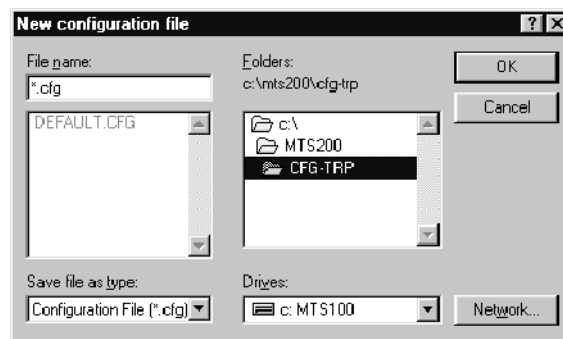 New configuration file
File name:
*.cfg
DEFAULT.CFG
Save file as type:
Configuration File (*.cfg)
Folders:
c:\mts200\cfg-trp
c:\
MTS200
CFG-TRP
Drives:
c: MTS100
OK
Cancel
Network...